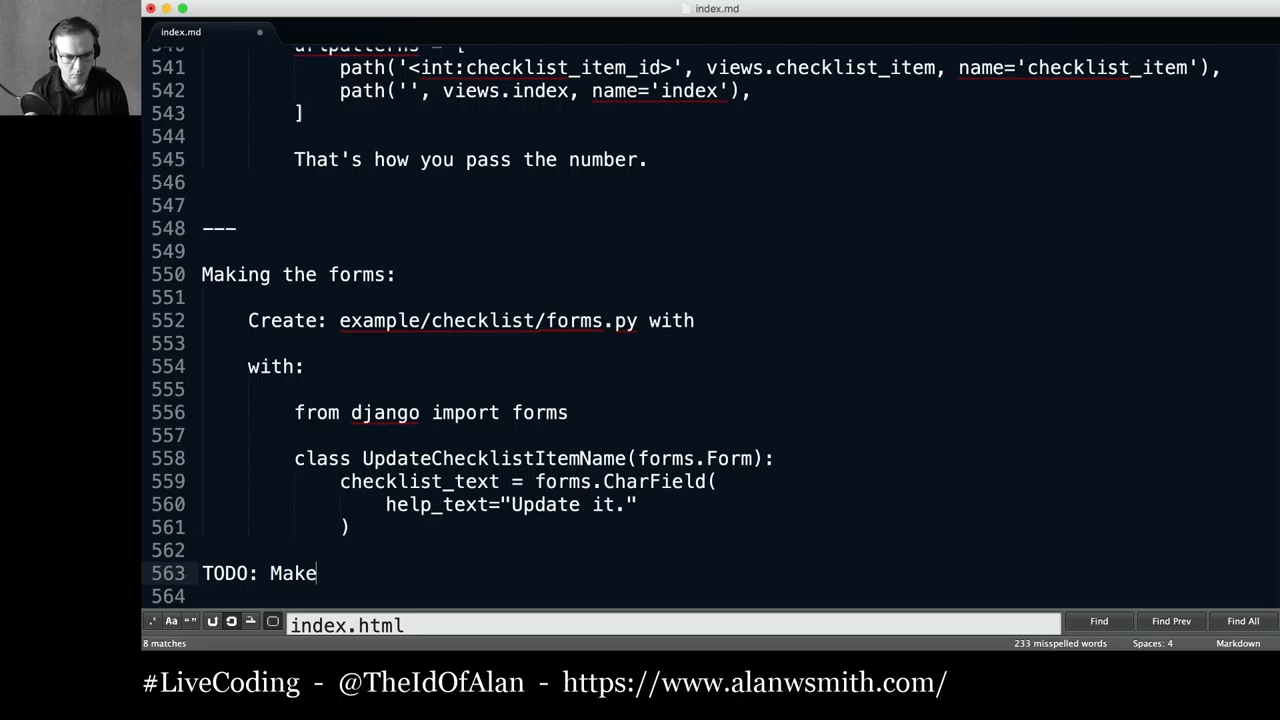 index.md
index.md
540 urlpatterns = [
541 path('<int:checklist_item_id>', views.checklist_item, name='checklist_item'),
542 path('', views.index, name='index'),
543 ]
544
545 That's how you pass the number.
546
547
548 ---
549
550 Making the forms:
551
552 Create: example/checklist/forms.py with
553
554 with:
555
556 from django import forms
557
558 class UpdateChecklistItemName(forms.Form):
559 checklist_text = forms.CharField(
560 help_text="Update it."
561 )
562
563 TODO: Make
564
.* Aa “” index.html Find Find Prev Find All
8 matches 233 misspelled words Spaces: 4 Markdown
#LiveCoding - @TheIdOfAlan - https://www.alanwsmith.com/